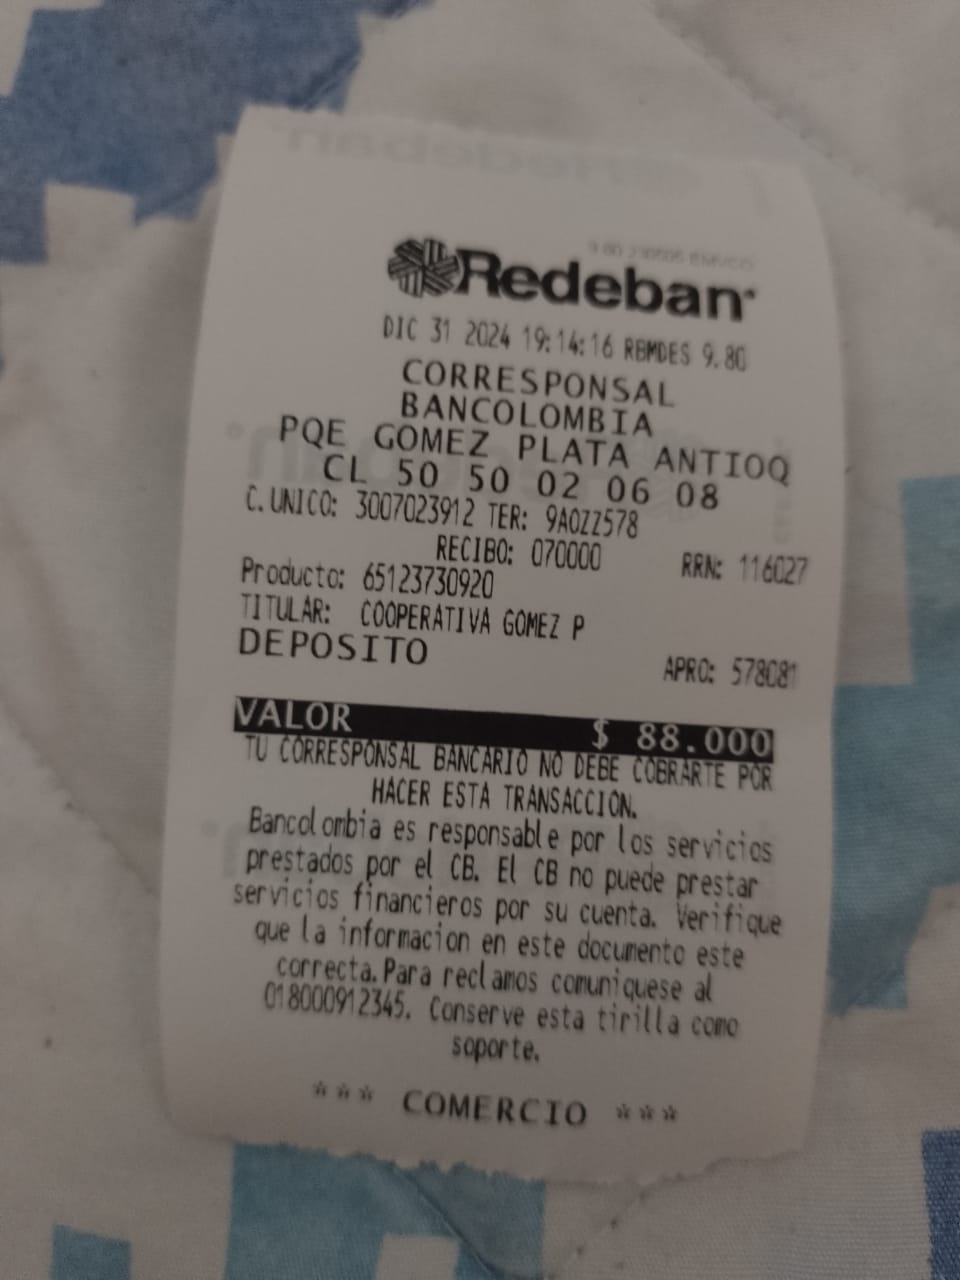 Redeban
DIC 31 2024 19:14:16 RBMDES 9.80
CORRESPONSAL
BANCOLOMBIA
PQE GOMEZ PLATA ANTIOQ
CL 50 50 02 06 08
C.UNICO: 3007023912 TER: 9A0ZZ578
RECIBO: 070000 RRN: 116027
Producto: 65123730920
TITULAR: COOPERATIVA GOMEZ P
DEPOSITO
APRO: 578081
VALOR $ 88.000
TU CORRESPONSAL BANCARIO NO DEBE COBRARTE POR
HACER ESTA TRANSACCION.
Bancolombia es responsable por los servicios
prestados por el CB. El CB no puede prestar
servicios financieros por su cuenta. Verifique
que la informacion en este documento este
correcta.Para reclamos comuniquese al
018000912345. Conserve esta tirilla como
soporte.
*** COMERCIO ***